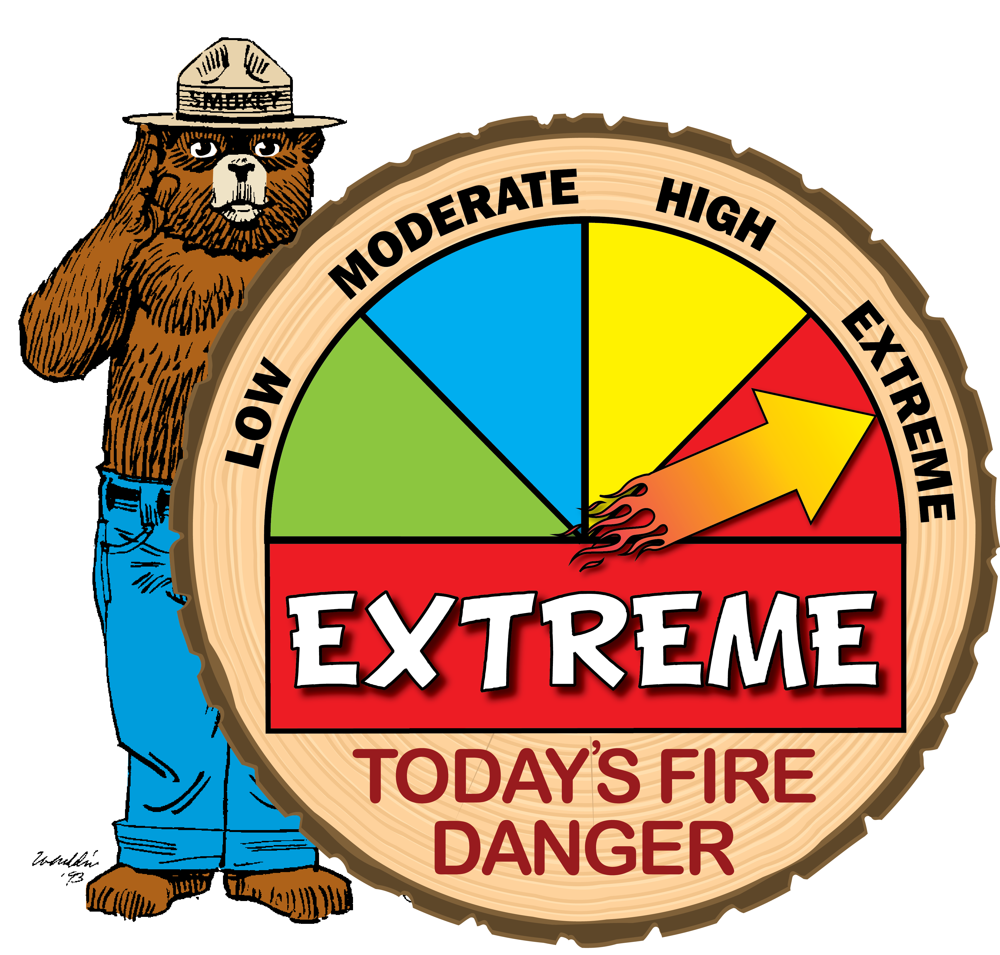 SMOKEY
LOW
MODERATE
HIGH
EXTREME
EXTREME
TODAY'S FIRE
DANGER
'93